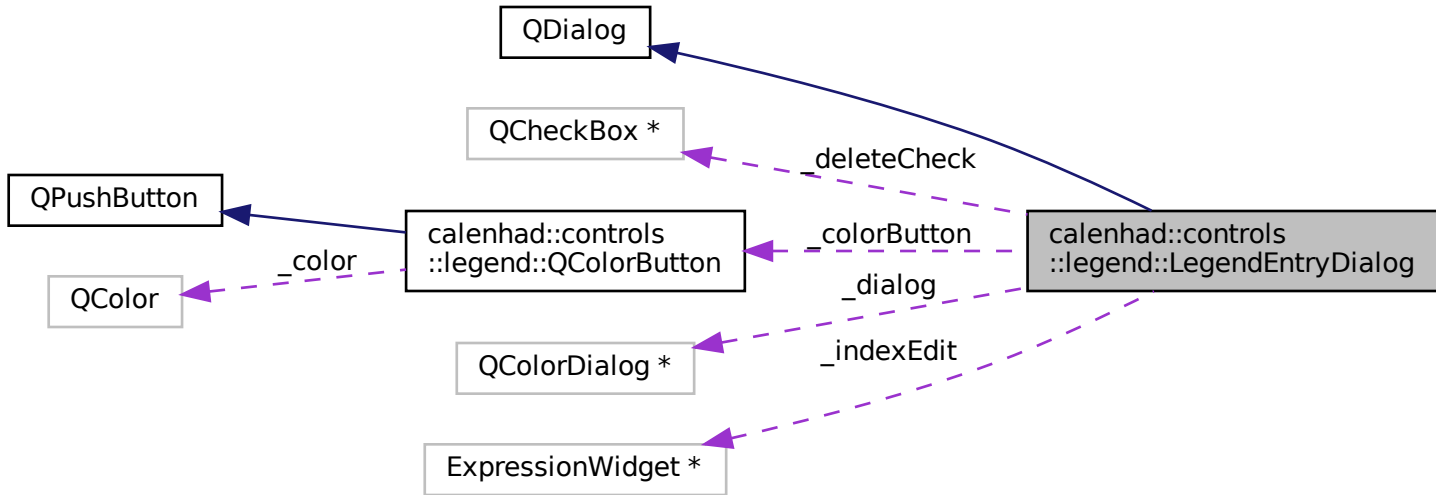 QDialog
QCheckBox *
_deleteCheck
QPushButton
calenhad::controls
::legend::QColorButton
_colorButton
calenhad::controls
::legend::LegendEntryDialog
_color
QColor
_dialog
QColorDialog *
_indexEdit
ExpressionWidget *